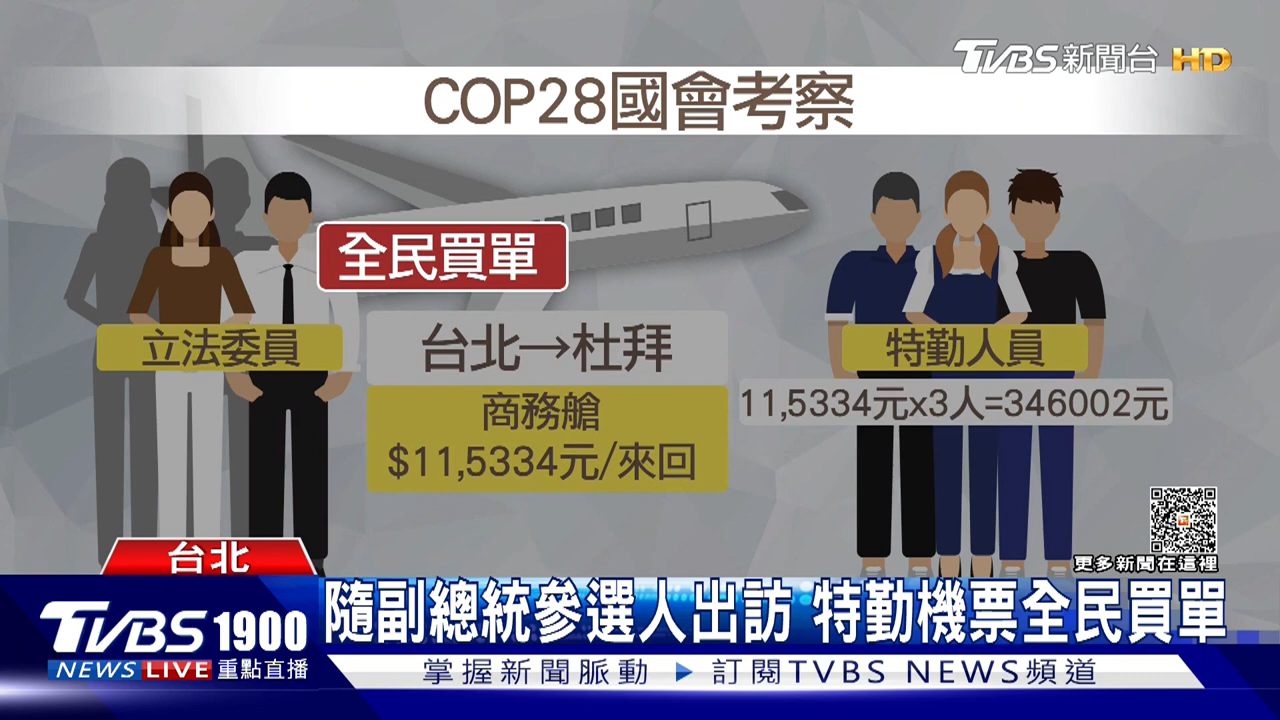 TVBS新聞台 HD
COP28國會考察
全民買單
立法委員
台北→杜拜
特勤人員
商務艙
$11,5334元/來回
11,5334元x3人=346002元
更多新聞在這裡
台北
隨副總統參選人出訪 特勤機票全民買單
TVBS 1900
NEWS LIVE 重點直播
掌握新聞脈動 ▶ 訂閱TVBS NEWS頻道